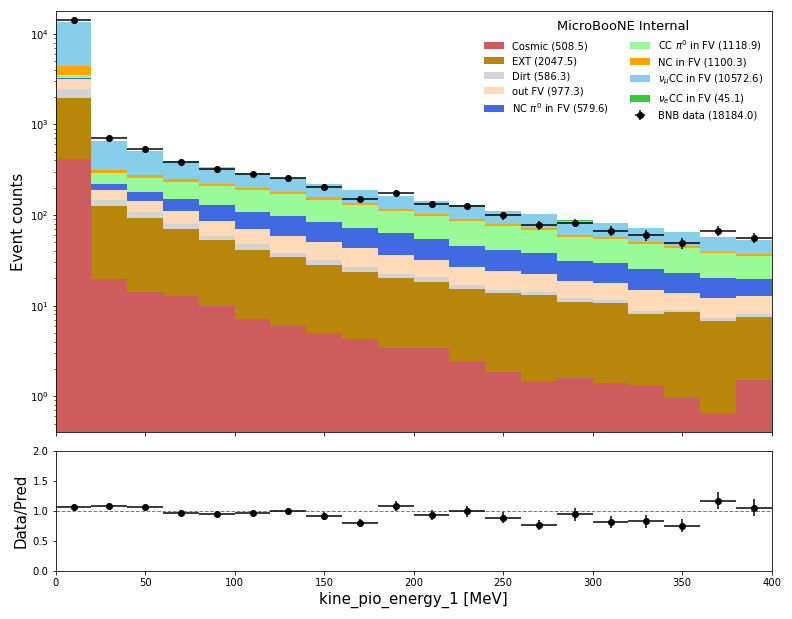 MicroBooNE Internal
Cosmic (508.5)
EXT (2047.5)
Dirt (586.3)
out FV (977.3)
NC π⁰ in FV (579.6)
CC π⁰ in FV (1118.9)
NC in FV (1100.3)
νμCC in FV (10572.6)
νeCC in FV (45.1)
BNB data (18184.0)
Event counts
10⁴
10³
10²
10¹
10⁰
Data/Pred
2.0
1.5
1.0
0.5
0.0
0 50 100 150 200 250 300 350 400
kine_pio_energy_1 [MeV]